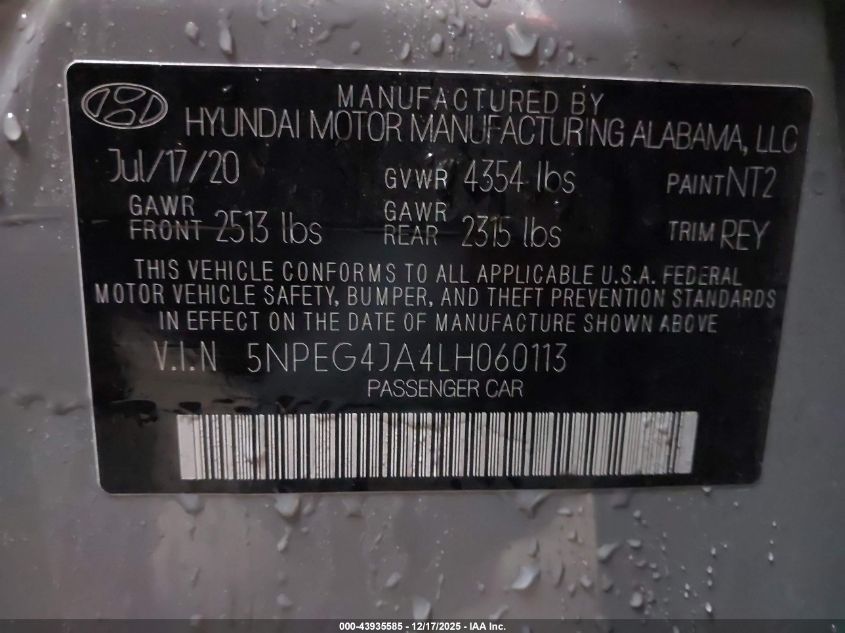 MANUFACTURED BY
HYUNDAI MOTOR MANUFACTURING ALABAMA, LLC
Jul/17/20 GVWR 4354 lbs PAINT NT2
GAWR FRONT 2513 lbs GAWR REAR 2315 lbs TRIM REY
THIS VEHICLE CONFORMS TO ALL APPLICABLE U.S.A. FEDERAL
MOTOR VEHICLE SAFETY, BUMPER, AND THEFT PREVENTION STANDARDS
IN EFFECT ON THE DATE OF MANUFACTURE SHOWN ABOVE
V.I.N 5NPEG4JA4LH060113
PASSENGER CAR
000-43935585 - 12/17/2025 - IAA Inc.